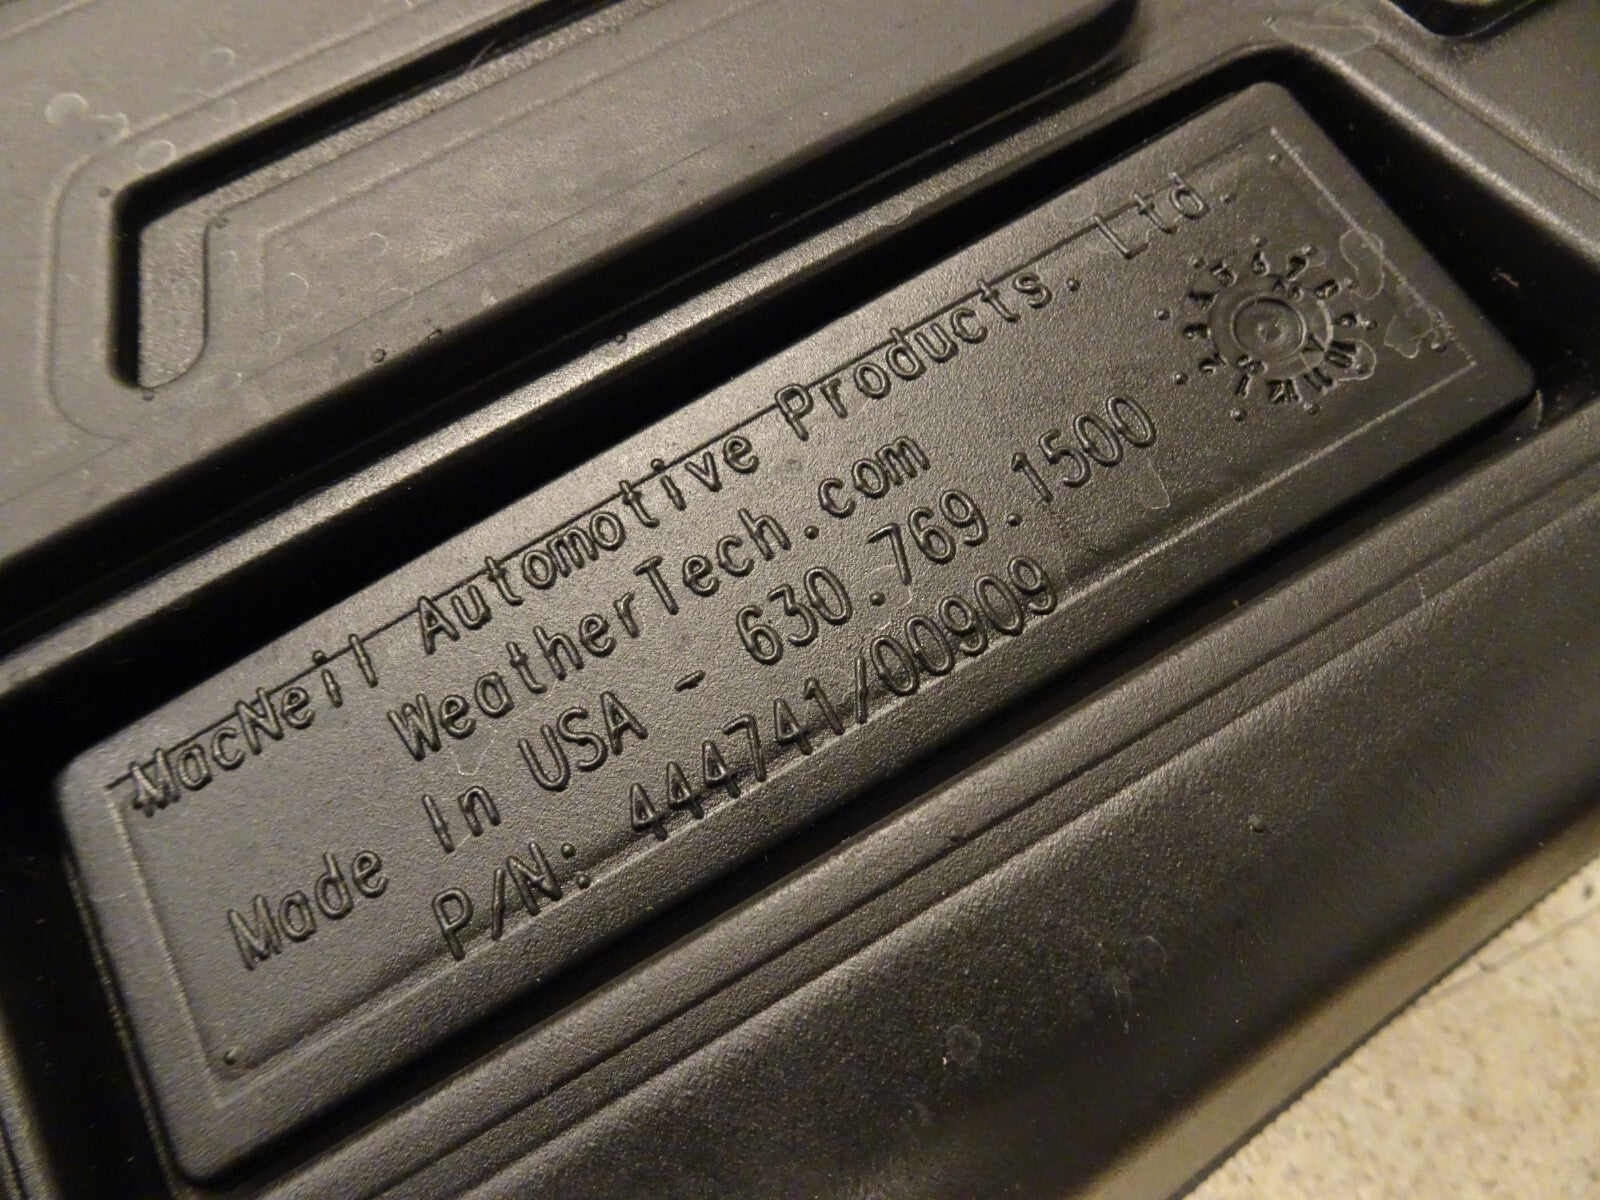 MacNeil Automotive Products. Ltd.
WeatherTech.com
Made In USA - 630.769.1500
P/N: 444741/00909